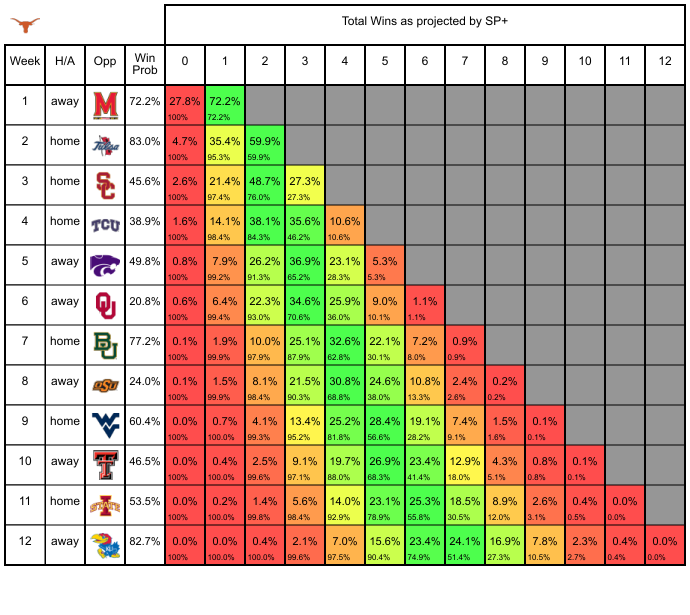 Total Wins as projected by SP+
Week H/A Opp Win Prob 0 1 2 3 4 5 6 7 8 9 10 11 12
1 away M 72.2% 27.8% 72.2%
100% 72.2%
2 home Tulsa 83.0% 4.7% 35.4% 59.9%
100% 95.3% 59.9%
3 home SC 45.6% 2.6% 21.4% 48.7% 27.3%
100% 97.4% 76.0% 27.3%
4 home TCU 38.9% 1.6% 14.1% 38.1% 35.6% 10.6%
100% 98.4% 84.3% 46.2% 10.6%
5 away 49.8% 0.8% 7.9% 26.2% 36.9% 23.1% 5.3%
100% 99.2% 91.3% 65.2% 28.3% 5.3%
6 away OU 20.8% 0.6% 6.4% 22.3% 34.6% 25.9% 9.0% 1.1%
100% 99.4% 93.0% 70.6% 36.0% 10.1% 1.1%
7 home BU 77.2% 0.1% 1.9% 10.0% 25.1% 32.6% 22.1% 7.2% 0.9%
100% 99.9% 97.9% 87.9% 62.8% 30.1% 8.0% 0.9%
8 away OSU 24.0% 0.1% 1.5% 8.1% 21.5% 30.8% 24.6% 10.8% 2.4% 0.2%
100% 99.9% 98.4% 90.3% 68.8% 38.0% 13.3% 2.6% 0.2%
9 home WV 60.4% 0.0% 0.7% 4.1% 13.4% 25.2% 28.4% 19.1% 7.4% 1.5% 0.1%
100% 100.0% 99.3% 95.2% 81.8% 56.6% 28.2% 9.1% 1.6% 0.1%
10 away T 46.5% 0.0% 0.4% 2.5% 9.1% 19.7% 26.9% 23.4% 12.9% 4.3% 0.8% 0.1%
100% 100.0% 99.6% 97.1% 88.0% 68.3% 41.4% 18.0% 5.1% 0.8% 0.1%
11 home I STATE 53.5% 0.0% 0.2% 1.4% 5.6% 14.0% 23.1% 25.3% 18.5% 8.9% 2.6% 0.4% 0.0%
100% 100.0% 99.8% 98.4% 92.9% 78.9% 55.8% 30.5% 12.0% 3.1% 0.5% 0.0%
12 away KU 82.7% 0.0% 0.0% 0.4% 2.1% 7.0% 15.6% 23.4% 24.1% 16.9% 7.8% 2.3% 0.4% 0.0%
100% 100.0% 100.0% 99.6% 97.5% 90.4% 74.9% 51.4% 27.3% 10.5% 2.7% 0.4% 0.0%